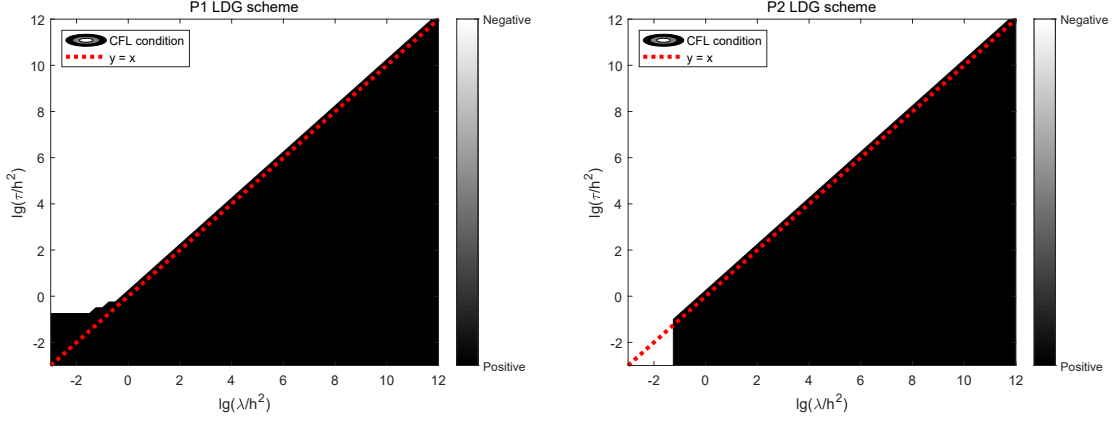 P1 LDG scheme
12
10
8
6
4
2
0
-2
lg(τ/h²)
CFL condition
y = x
-2
0
2
4
6
8
10
12
lg(λ/h²)
Negative
Positive
P2 LDG scheme
12
10
8
6
4
2
0
-2
lg(τ/h²)
CFL condition
y = x
-2
0
2
4
6
8
10
12
lg(λ/h²)
Negative
Positive